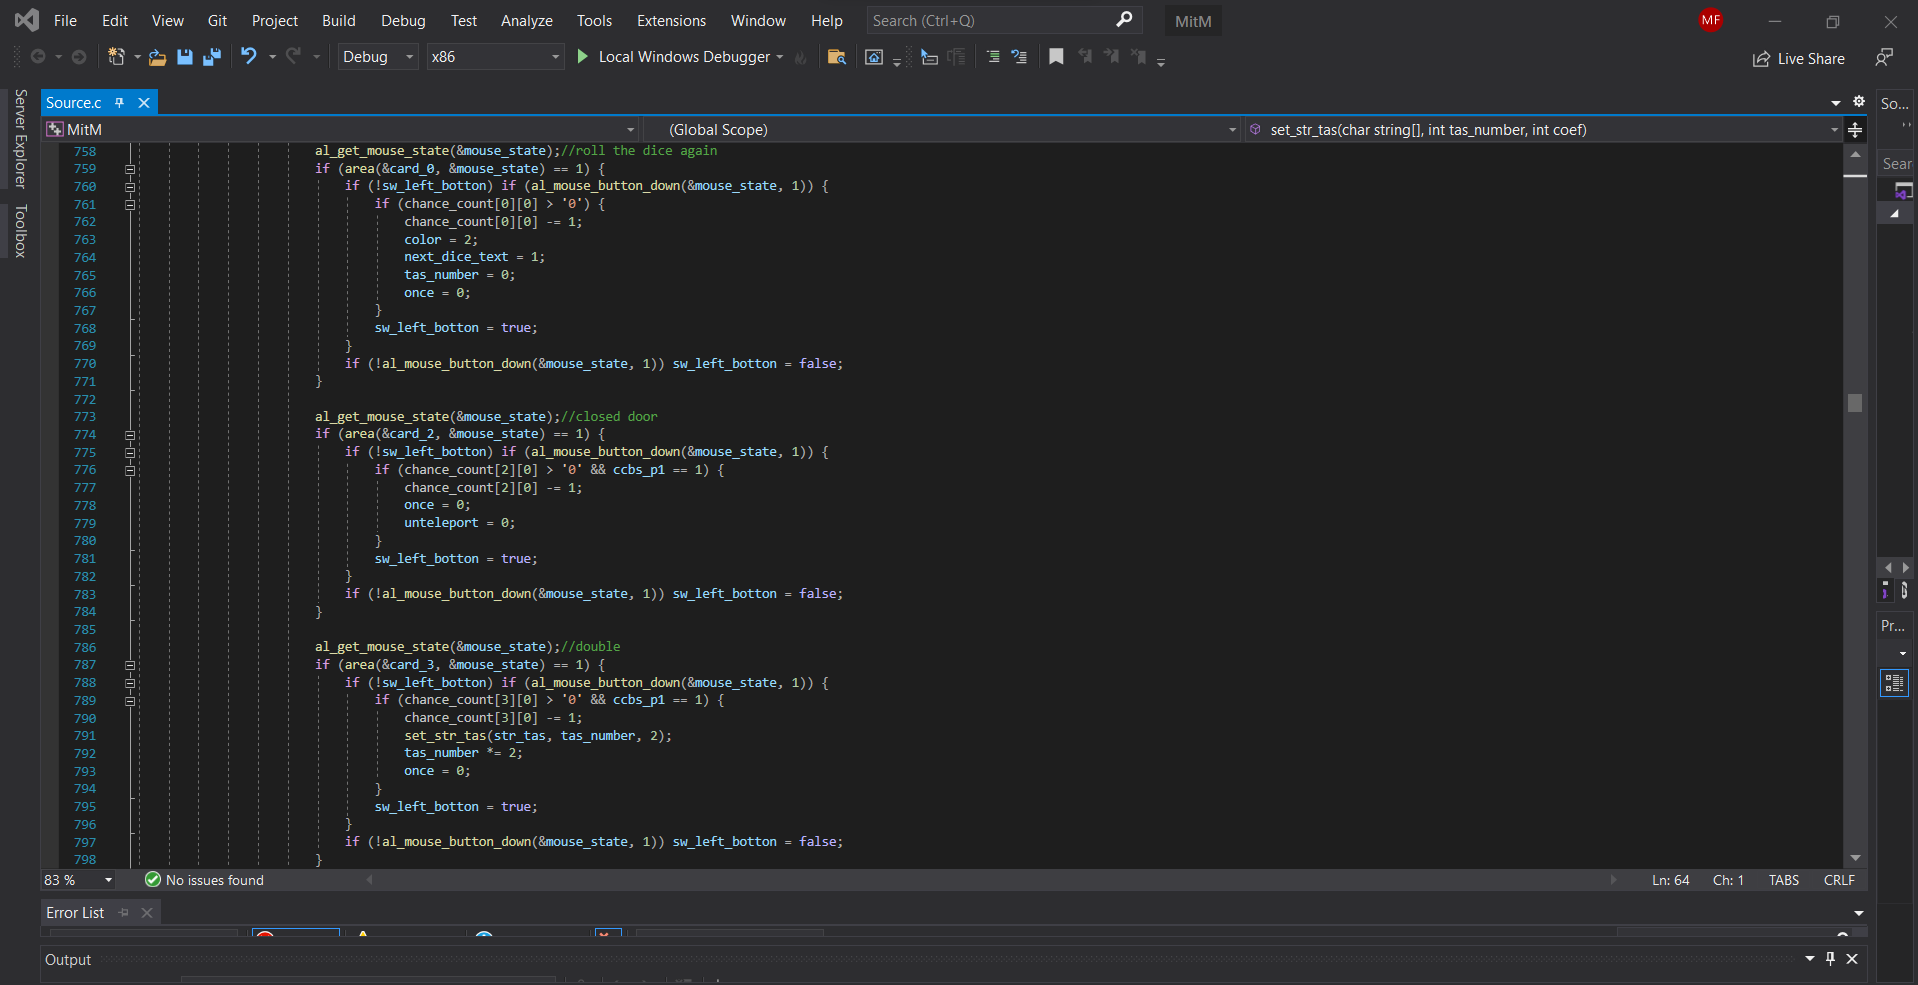 File Edit View Git Project Build Debug Test Analyze Tools Extensions Window Help Search (Ctrl+Q) MitM MF
Debug x86 Local Windows Debugger Live Share
Server Explorer
Toolbox
Source.c
So...
MitM (Global Scope) set_str_tas(char string[], int tas_number, int coef)
Sear
758 al_get_mouse_state(&mouse_state);//roll the dice again
759 if (area(&card_0, &mouse_state) == 1) {
760 if (!sw_left_botton) if (al_mouse_button_down(&mouse_state, 1)) {
761 if (chance_count[0][0] > '0') {
762 chance_count[0][0] -= 1;
763 color = 2;
764 next_dice_text = 1;
765 tas_number = 0;
766 once = 0;
767 }
768 sw_left_botton = true;
769 }
770 if (!al_mouse_button_down(&mouse_state, 1)) sw_left_botton = false;
771 }
772
773 al_get_mouse_state(&mouse_state);//closed door
774 if (area(&card_2, &mouse_state) == 1) {
775 if (!sw_left_botton) if (al_mouse_button_down(&mouse_state, 1)) {
776 if (chance_count[2][0] > '0' && ccbs_p1 == 1) {
777 chance_count[2][0] -= 1;
778 once = 0;
779 unteleport = 0;
780 }
781 sw_left_botton = true;
782 }
783 if (!al_mouse_button_down(&mouse_state, 1)) sw_left_botton = false;
784 }
785
786 al_get_mouse_state(&mouse_state);//double
787 if (area(&card_3, &mouse_state) == 1) {
788 if (!sw_left_botton) if (al_mouse_button_down(&mouse_state, 1)) {
789 if (chance_count[3][0] > '0' && ccbs_p1 == 1) {
790 chance_count[3][0] -= 1;
791 set_str_tas(str_tas, tas_number, 2);
792 tas_number *= 2;
793 once = 0;
794 }
795 sw_left_botton = true;
796 }
797 if (!al_mouse_button_down(&mouse_state, 1)) sw_left_botton = false;
798 }
Pr...
83 % No issues found Ln: 64 Ch: 1 TABS CRLF
Error List
Output